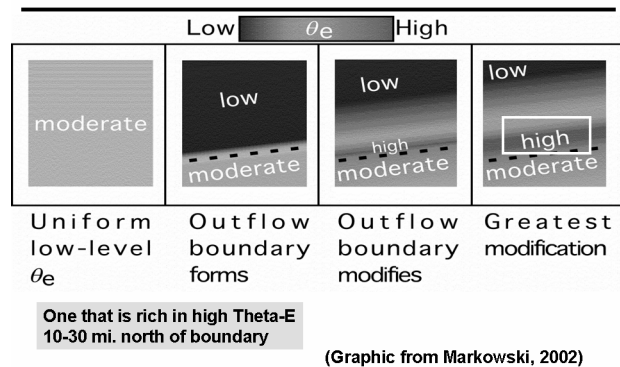 Low θe High
moderate
low
moderate
low
high
moderate
low
high
moderate
Uniform
low-level
θe
Outflow
boundary
forms
Outflow
boundary
modifies
Greatest
modification
One that is rich in high Theta-E
10-30 mi. north of boundary
(Graphic from Markowski, 2002)